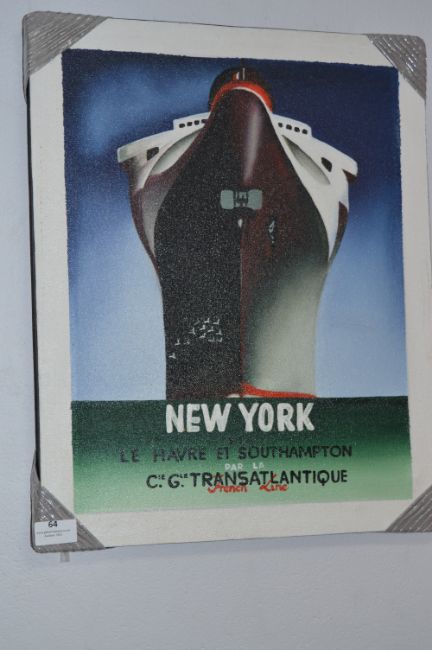 NEW YORK
LE HAVRE ET SOUTHAMPTON
PAR LA
CIE. GLE. TRANSATLANTIQUE
French Line
64